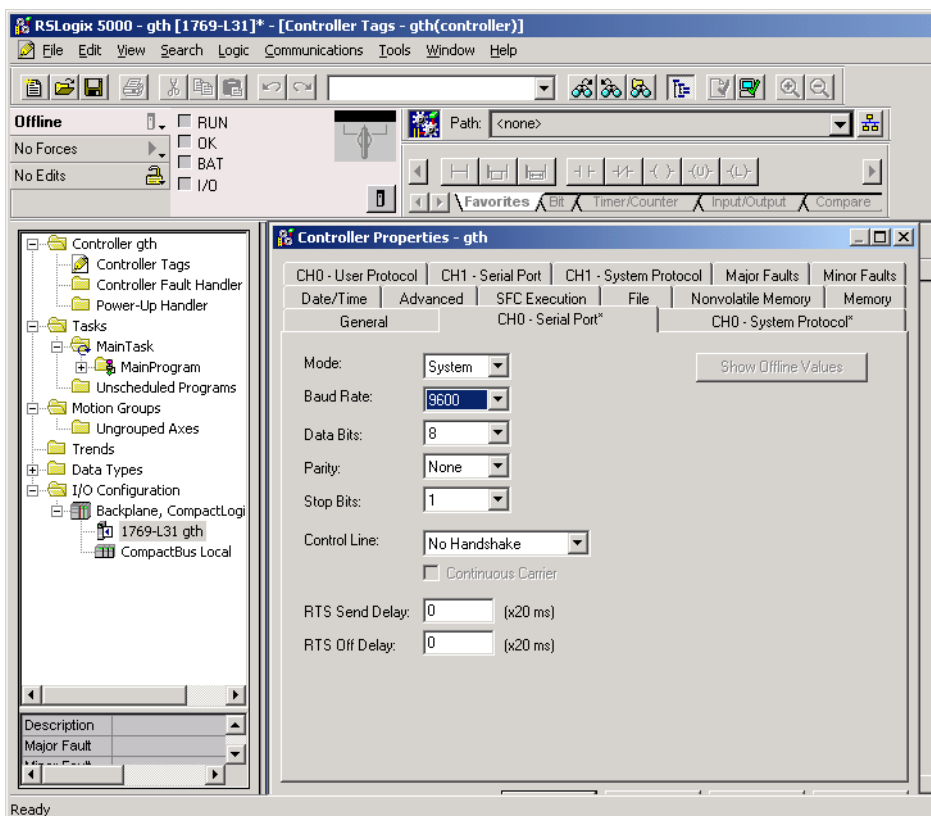 RSLogix 5000 - gth [1769-L31]* - [Controller Tags - gth(controller)]
File Edit View Search Logic Communications Tools Window Help
Offline
RUN
Path: <none>
No Forces
OK
BAT
No Edits
I/O
Favorites Bit Timer/Counter Input/Output Compare
Controller gth
Controller Tags
Controller Fault Handler
Power-Up Handler
Tasks
MainTask
MainProgram
Unscheduled Programs
Motion Groups
Ungrouped Axes
Trends
Data Types
I/O Configuration
Backplane, CompactLogi
1769-L31 gth
CompactBus Local
Description
Major Fault
Controller Properties - gth
CH0 - User Protocol CH1 - Serial Port CH1 - System Protocol Major Faults Minor Faults
Date/Time Advanced SFC Execution File Nonvolatile Memory Memory
General CH0 - Serial Port* CH0 - System Protocol*
Mode: System Show Offline Values
Baud Rate: 9600
Data Bits: 8
Parity: None
Stop Bits: 1
Control Line: No Handshake
Continuous Carrier
RTS Send Delay: 0 (x20 ms)
RTS Off Delay: 0 (x20 ms)
Ready